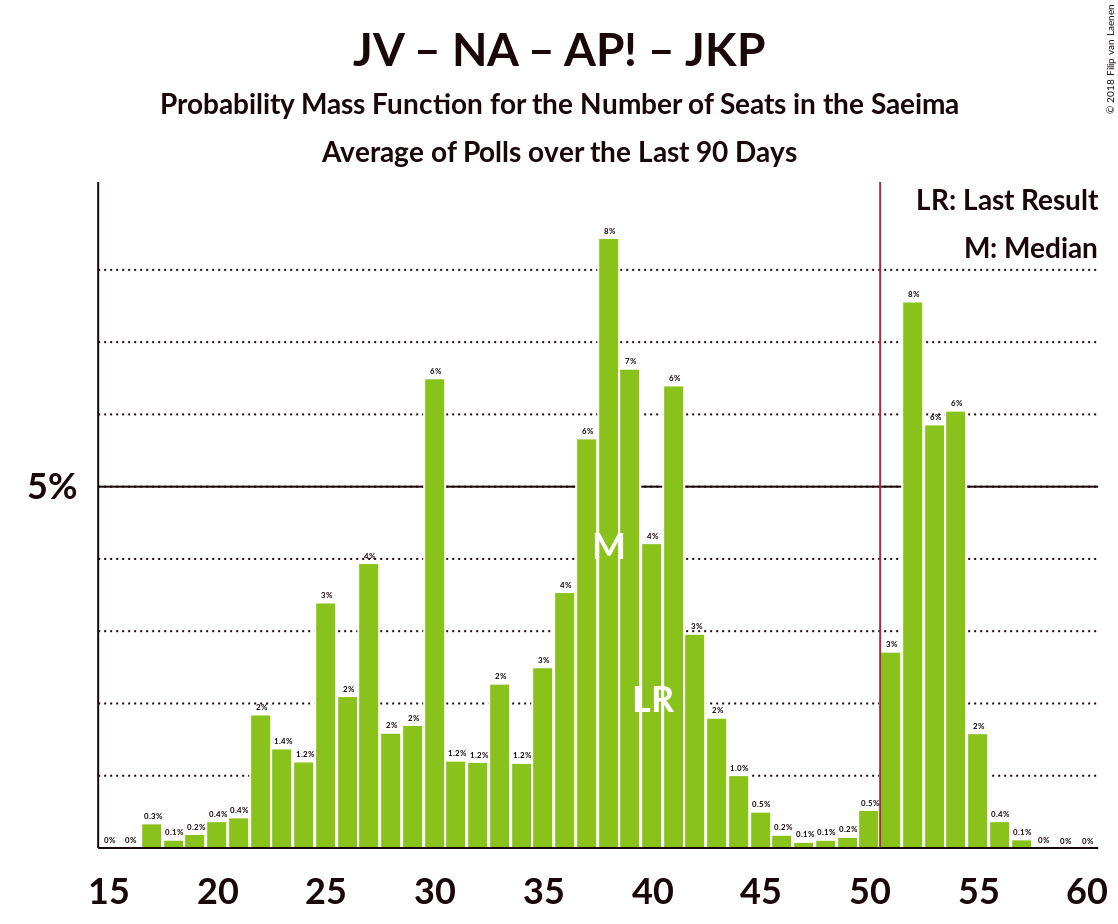 JV – NA – AP! – JKP
Probability Mass Function for the Number of Seats in the Saeima
Average of Polls over the Last 90 Days
© 2018 Filip van Laenen
LR: Last Result
M: Median
5%
0% 0% 0.3% 0.1% 0.2% 0.4% 0.4% 2% 1.4% 1.2% 3% 2% 4% 2% 2% 6% 1.2% 1.2% 2% 1.2% 3% 4% 6% 8% 7% 4% 6% 3% 2% 1.0% 0.5% 0.2% 0.1% 0.1% 0.2% 0.5% 3% 8% 6% 6% 2% 0.4% 0.1% 0% 0% 0%
M
LR
15 20 25 30 35 40 45 50 55 60